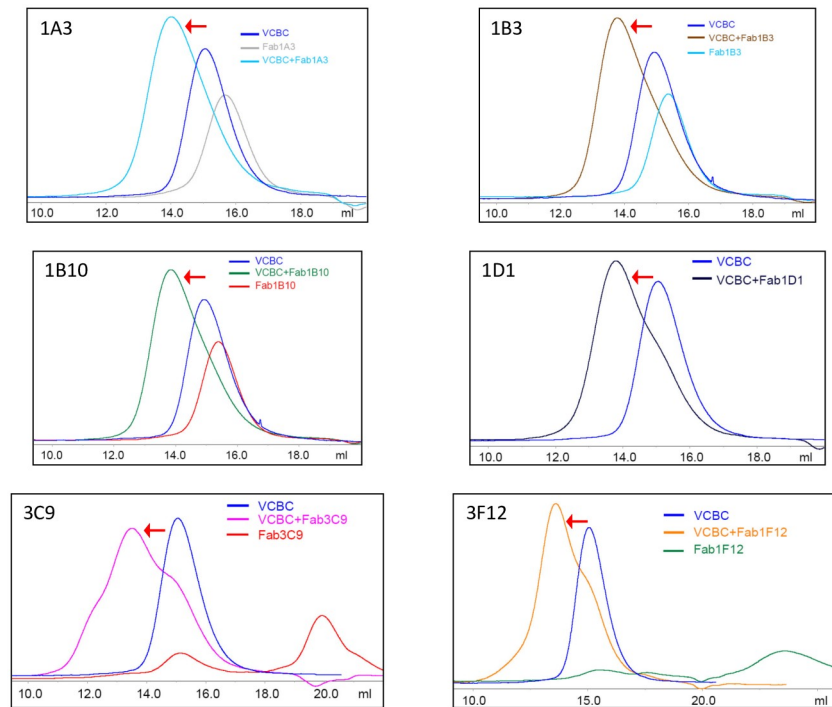 1A3
VCBC
Fab1A3
VCBC+Fab1A3
10.0 12.0 14.0 16.0 18.0 ml
1B3
VCBC
VCBC+Fab1B3
Fab1B3
10.0 12.0 14.0 16.0 18.0 ml
1B10
VCBC
VCBC+Fab1B10
Fab1B10
10.0 12.0 14.0 16.0 18.0 ml
1D1
VCBC
VCBC+Fab1D1
10.0 12.0 14.0 16.0 18.0 ml
3C9
VCBC
VCBC+Fab3C9
Fab3C9
10.0 12.0 14.0 16.0 18.0 20.0 ml
3F12
VCBC
VCBC+Fab1F12
Fab1F12
10.0 15.0 20.0 ml